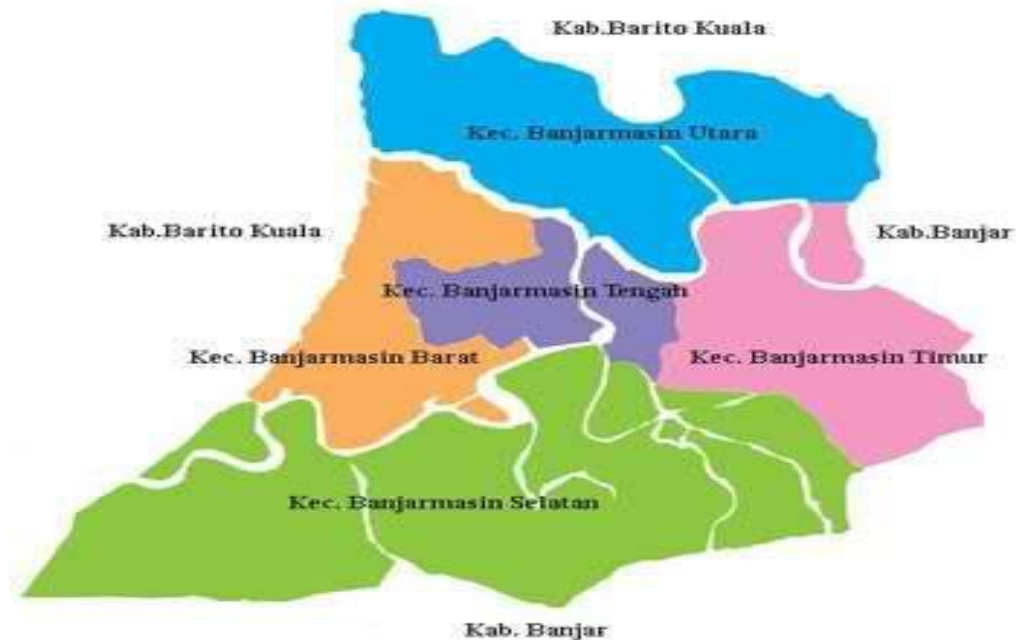 Kab.Barito Kuala
Kec. Banjarmasin Utara
Kab.Barito Kuala
Kab.Banjar
Kec. Banjarmasin Tengah
Kec. Banjarmasin Barat
Kec. Banjarmasin Timur
Kec. Banjarmasin Selatan
Kab. Banjar